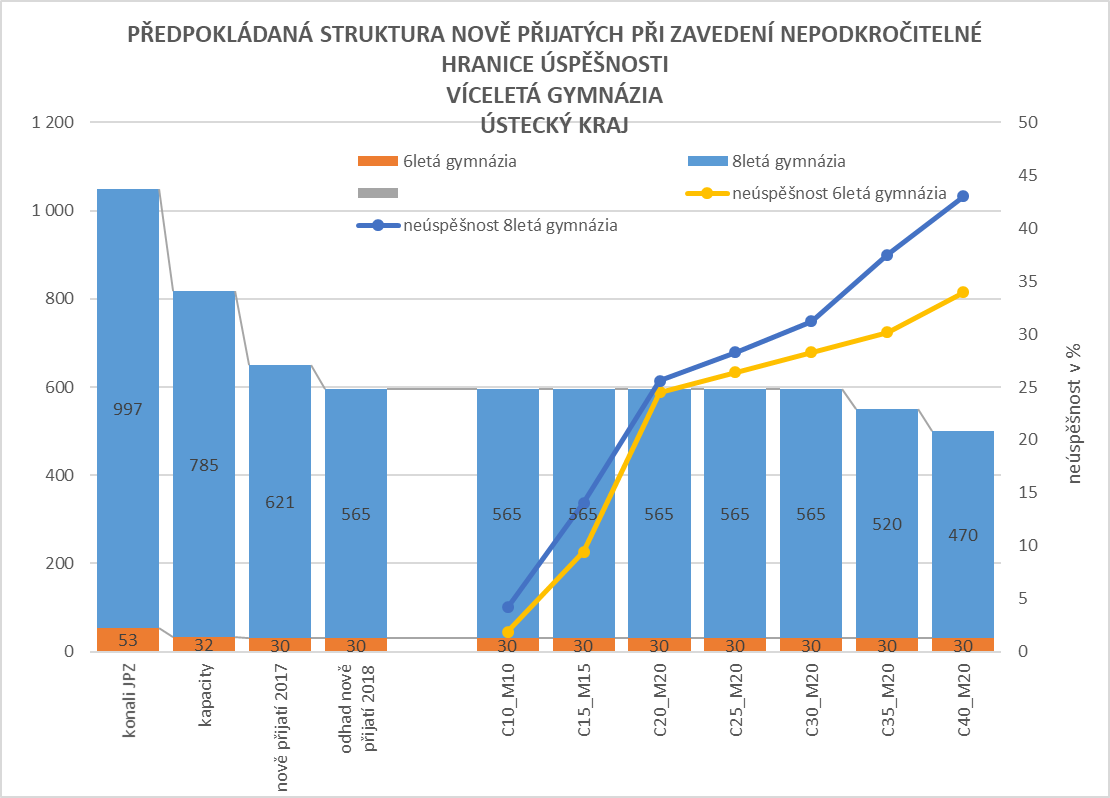 PŘEDPOKLÁDANÁ STRUKTURA NOVĚ PŘIJATÝCH PŘI ZAVEDENÍ NEPODKROČITELNÉ
HRANICE ÚSPĚŠNOSTI
VÍCELETÁ GYMNÁZIA
ÚSTECKÝ KRAJ
6letá gymnázia
8letá gymnázia
neúspěšnost 6letá gymnázia
neúspěšnost 8letá gymnázia
1 200
1 000
800
600
400
200
0
50
45
40
35
30
25
20
15
10
5
0
neúspěšnost v %
997
785
621
565
565
565
565
565
565
520
470
53
32
30
30
30
30
30
30
30
30
30
konali JPZ
kapacity
nově přijatí 2017
odhad nově
přijatí 2018
C10_M10
C15_M15
C20_M20
C25_M20
C30_M20
C35_M20
C40_M20